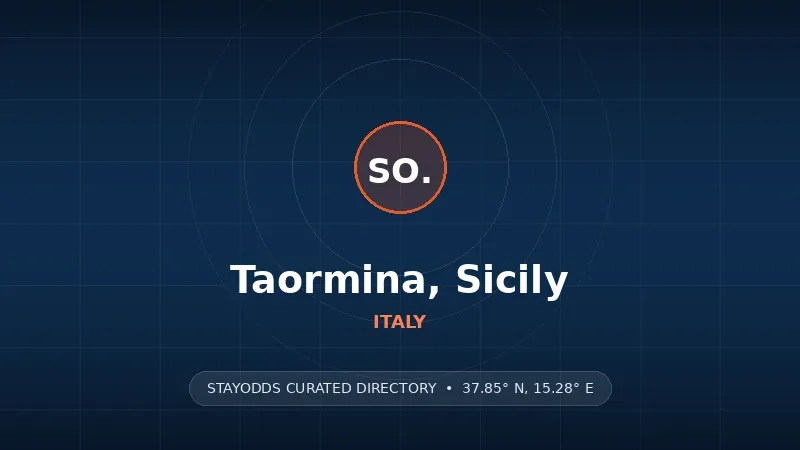 SO.
Taormina, Sicily
ITALY
STAYODDS CURATED DIRECTORY • 37.85° N, 15.28° E